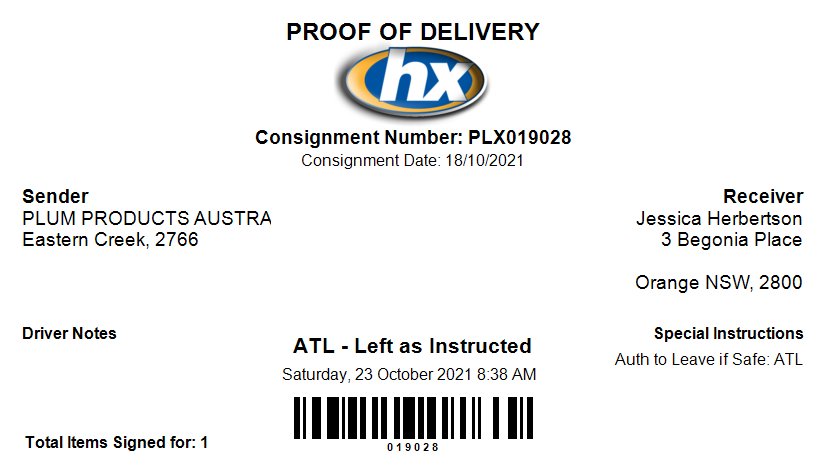 PROOF OF DELIVERY
hx
Consignment Number: PLX019028
Consignment Date: 18/10/2021
Sender
PLUM PRODUCTS AUSTRA
Eastern Creek, 2766
Receiver
Jessica Herbertson
3 Begonia Place
Orange NSW, 2800
Driver Notes
ATL - Left as Instructed
Saturday, 23 October 2021 8:38 AM
Special Instructions
Auth to Leave if Safe: ATL
019028
Total Items Signed for: 1